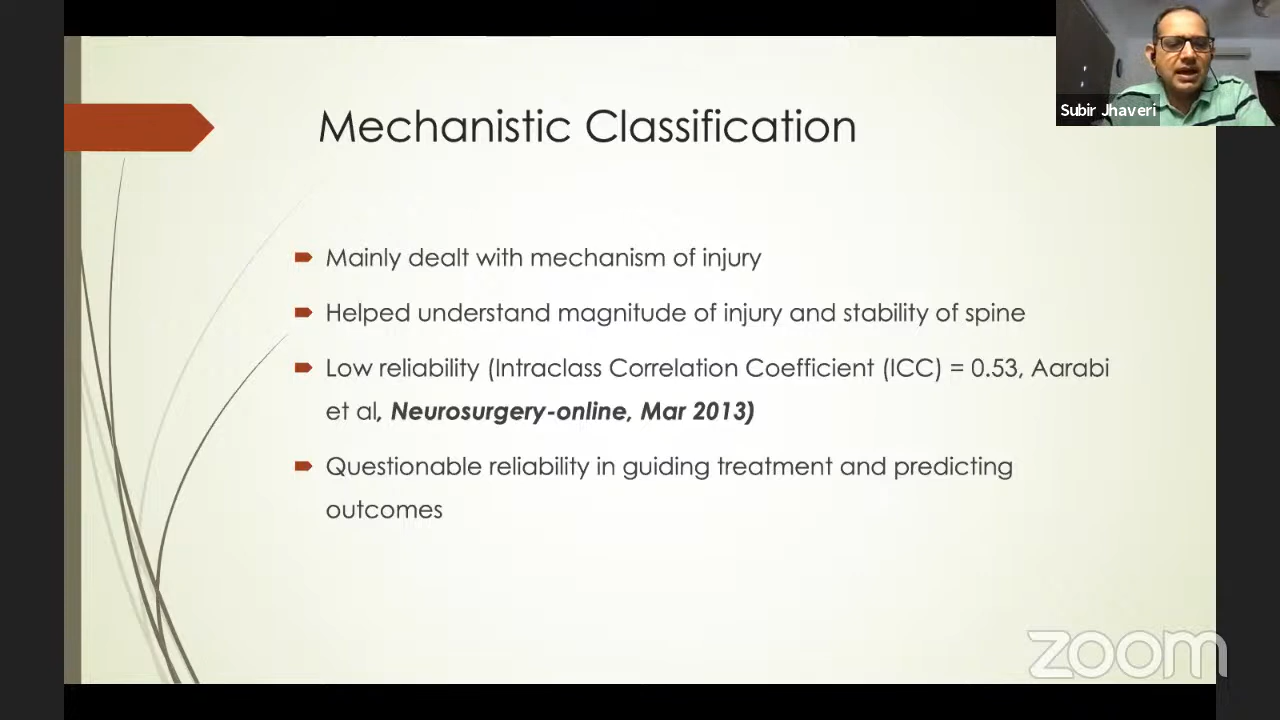 Subir Jhaveri
Mechanistic Classification
Mainly dealt with mechanism of injury
Helped understand magnitude of injury and stability of spine
Low reliability (Intraclass Correlation Coefficient (ICC) = 0.53, Aarabi
et al, Neurosurgery-online, Mar 2013)
Questionable reliability in guiding treatment and predicting
outcomes
zoom